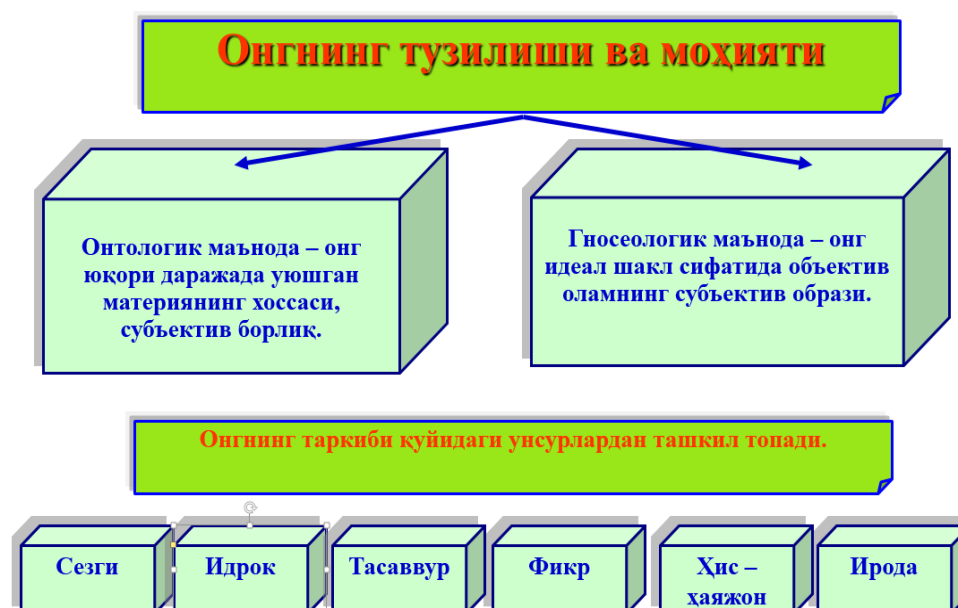 Онгнинг тузилиши ва моҳияти
Онтологик маънода – онг
юқори даражада уюшган
материянинг хоссаси,
субъектив борлиқ.
Гносеологик маънода – онг
идеал шакл сифатида объектив
оламнинг субъектив образи.
Онгнинг таркиби қуйидаги унсурлардан ташкил топади.
Сезги
Идрок
Тасаввур
Фикр
Ҳис –
ҳаяжон
Ирода